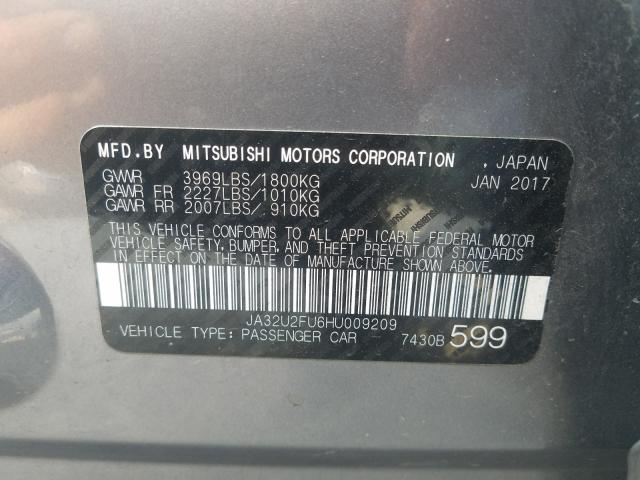 MFD.BY MITSUBISHI MOTORS CORPORATION , JAPAN
GVWR 3969LBS/1800KG JAN 2017
GAWR FR 2227LBS/1010KG
GAWR RR 2007LBS/ 910KG
THIS VEHICLE CONFORMS TO ALL APPLICABLE FEDERAL MOTOR
VEHICLE SAFETY, BUMPER, AND THEFT PREVENTION STANDARDS
IN EFFECT ON THE DATE OF MANUFACTURE SHOWN ABOVE.
JA32U2FU6HU009209
VEHICLE TYPE: PASSENGER CAR 7430B 599